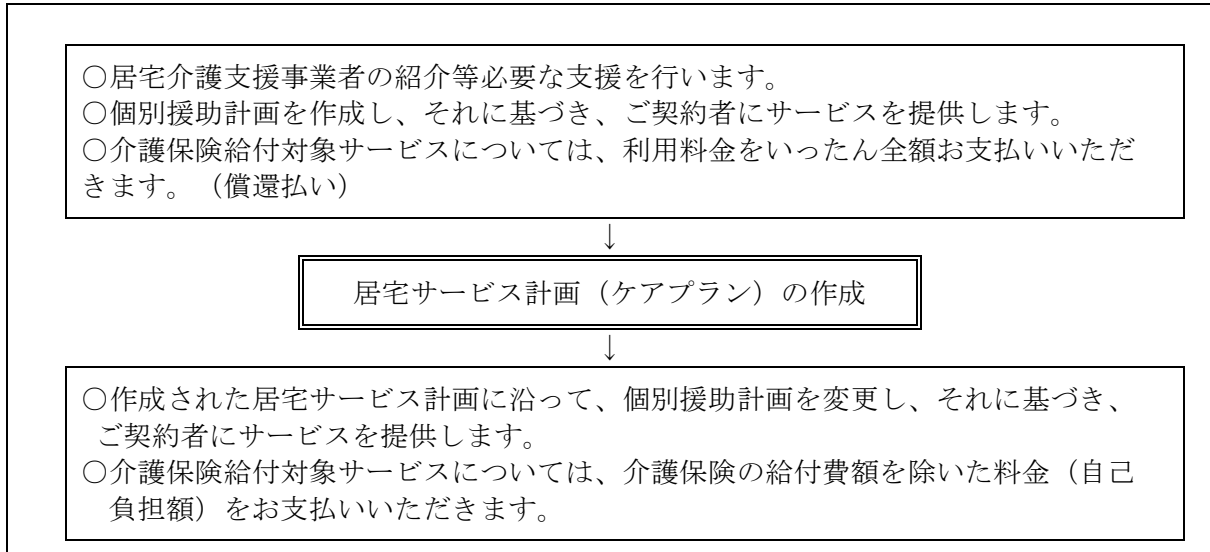 ○居宅介護支援事業者の紹介等必要な支援を行います。
○個別援助計画を作成し、それに基づき、ご契約者にサービスを提供します。
○介護保険給付対象サービスについては、利用料金をいったん全額お支払いいただ
きます。（償還払い）
↓
居宅サービス計画（ケアプラン）の作成
↓
○作成された居宅サービス計画に沿って、個別援助計画を変更し、それに基づき、
ご契約者にサービスを提供します。
○介護保険給付対象サービスについては、介護保険の給付費額を除いた料金（自己
負担額）をお支払いいただきます。